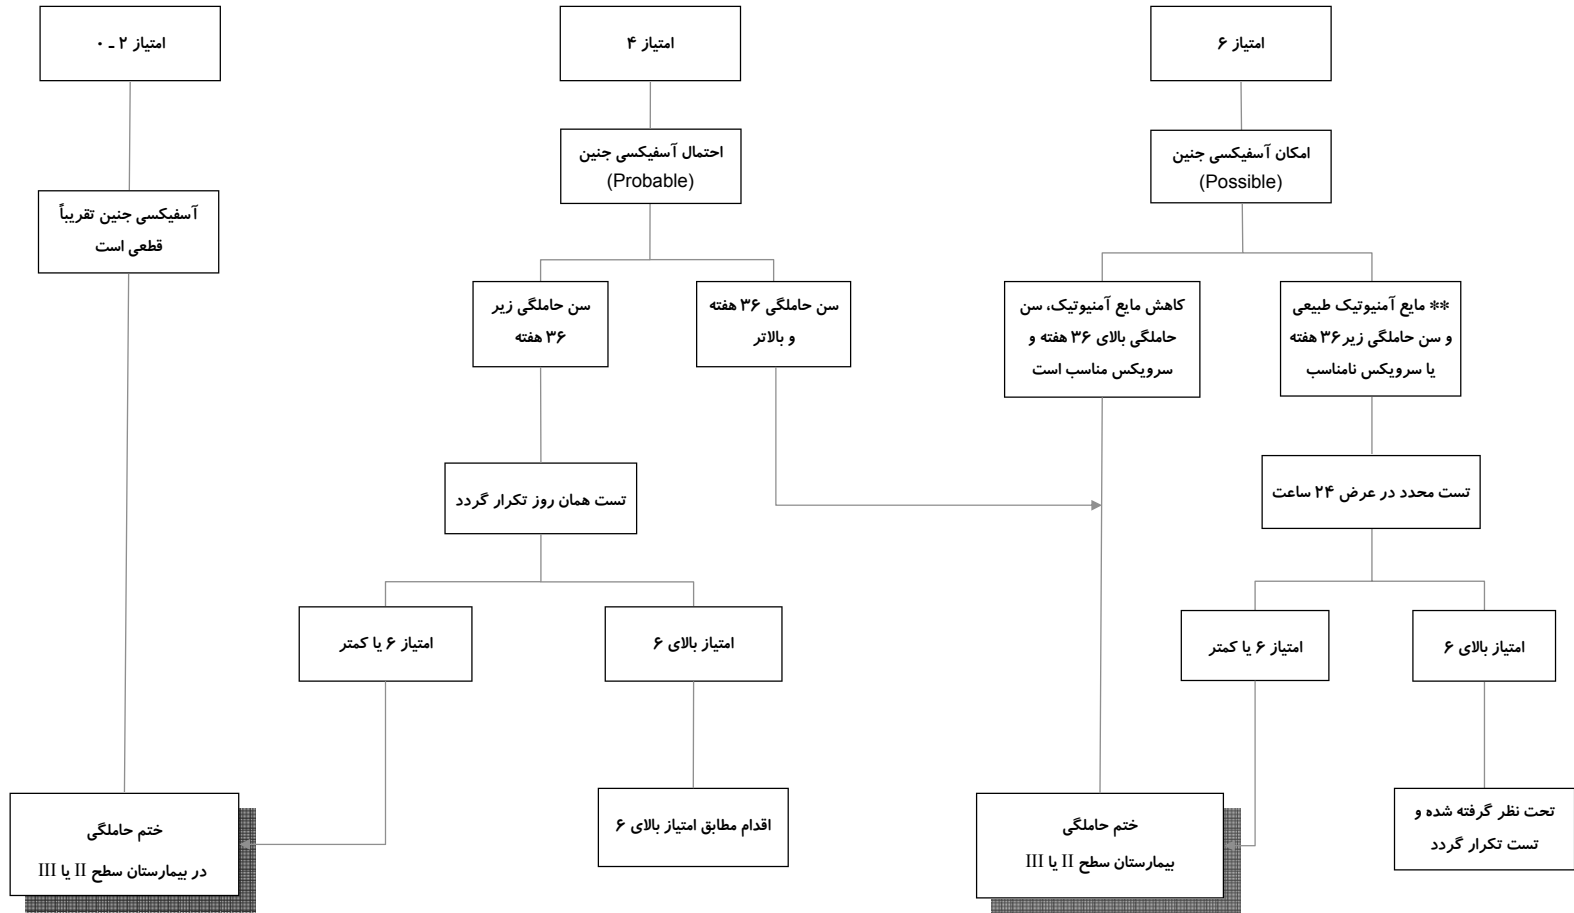 امتیاز ۶
امتیاز ۴
امتیاز ۲ ـ ۰
امکان آسفیکسی جنین
(Possible)
احتمال آسفیکسی جنین
(Probable)
آسفیکسی جنین تقریباً
قطعی است
** مایع آمنیوتیک طبیعی
و سن حاملگی زیر ۳۶ هفته
یا سرویکس نامناسب
کاهش مایع آمنیوتیک، سن
حاملگی بالای ۳۶ هفته و
سرویکس مناسب است
سن حاملگی ۳۶ هفته
و بالاتر
سن حاملگی زیر
۳۶ هفته
تست محدد در عرض ۲۴ ساعت
تست همان روز تکرار گردد
امتیاز بالای ۶
امتیاز ۶ یا کمتر
امتیاز بالای ۶
امتیاز ۶ یا کمتر
تحت نظر گرفته شده و
تست تکرار گردد
ختم حاملگی
بیمارستان سطح II یا III
اقدام مطابق امتیاز بالای ۶
ختم حاملگی
در بیمارستان سطح II یا III